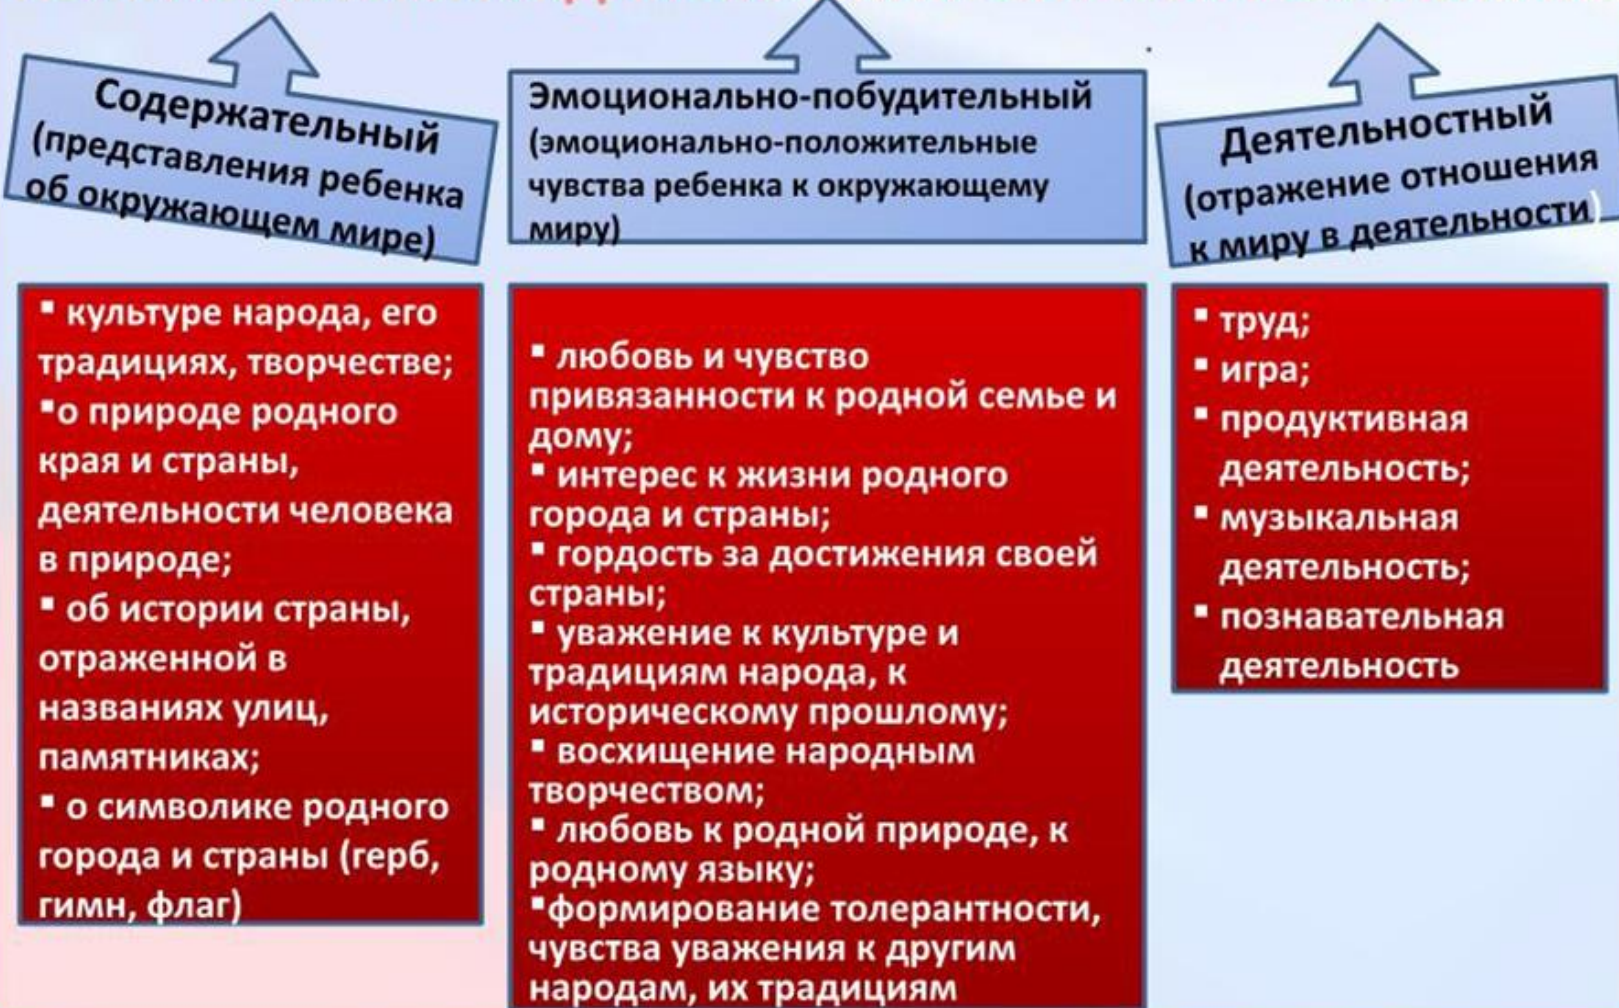 Содержательный
(представления ребенка
об окружающем мире)
▪ культуре народа, его
традициях, творчестве;
▪о природе родного
края и страны,
деятельности человека
в природе;
▪ об истории страны,
отраженной в
названиях улиц,
памятниках;
▪ о символике родного
города и страны (герб,
гимн, флаг)
Эмоционально-побудительный
(эмоционально-положительные
чувства ребенка к окружающему
миру)
▪ любовь и чувство
привязанности к родной семье и
дому;
▪ интерес к жизни родного
города и страны;
▪ гордость за достижения своей
страны;
▪ уважение к культуре и
традициям народа, к
историческому прошлому;
▪ восхищение народным
творчеством;
▪ любовь к родной природе, к
родному языку;
▪формирование толерантности,
чувства уважения к другим
народам, их традициям
Деятельностный
(отражение отношения
к миру в деятельности)
▪ труд;
▪ игра;
▪ продуктивная
деятельность;
▪ музыкальная
деятельность;
▪ познавательная
деятельность